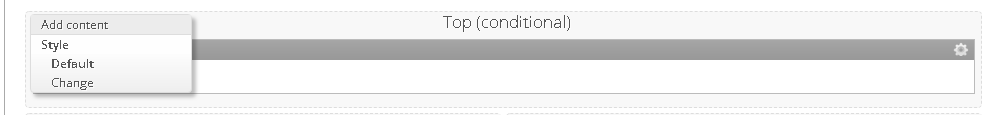 Top (conditional)
Add content
Style
Default
Change